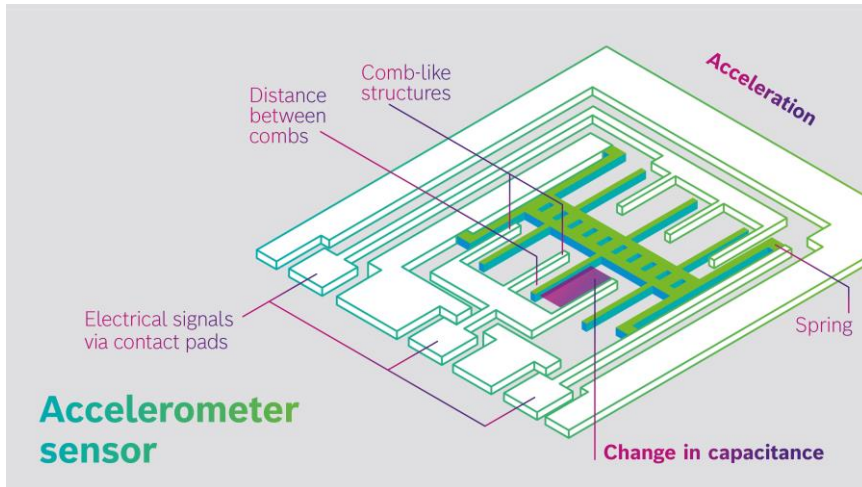 Acceleration
Comb-like
structures
Distance
between
combs
Electrical signals
via contact pads
Spring
Accelerometer
sensor
Change in capacitance